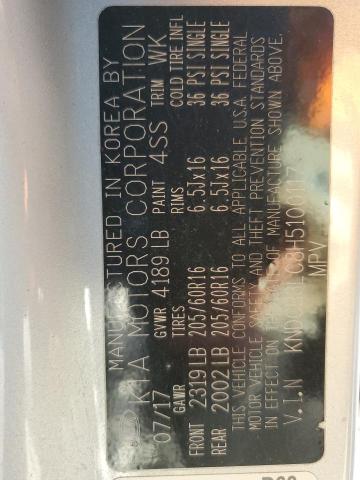 MANUFACTURED IN KOREA BY
KIA MOTORS CORPORATION
07/17 GVWR 4189 LB PAINT 4SS TRIM WK
GAWR TIRES RIMS COLD TIRE INFL
FRONT 2319 LB 205/60R16 6.5Jx16 36 PSI SINGLE
REAR 2002 LB 205/60R16 6.5Jx16 36 PSI SINGLE
THIS VEHICLE CONFORMS TO ALL APPLICABLE U.S.A. FEDERAL
MOTOR VEHICLE SAFETY AND THEFT PREVENTION STANDARDS
IN EFFECT ON THE DATE OF MANUFACTURE SHOWN ABOVE.
V.I.N
MPV